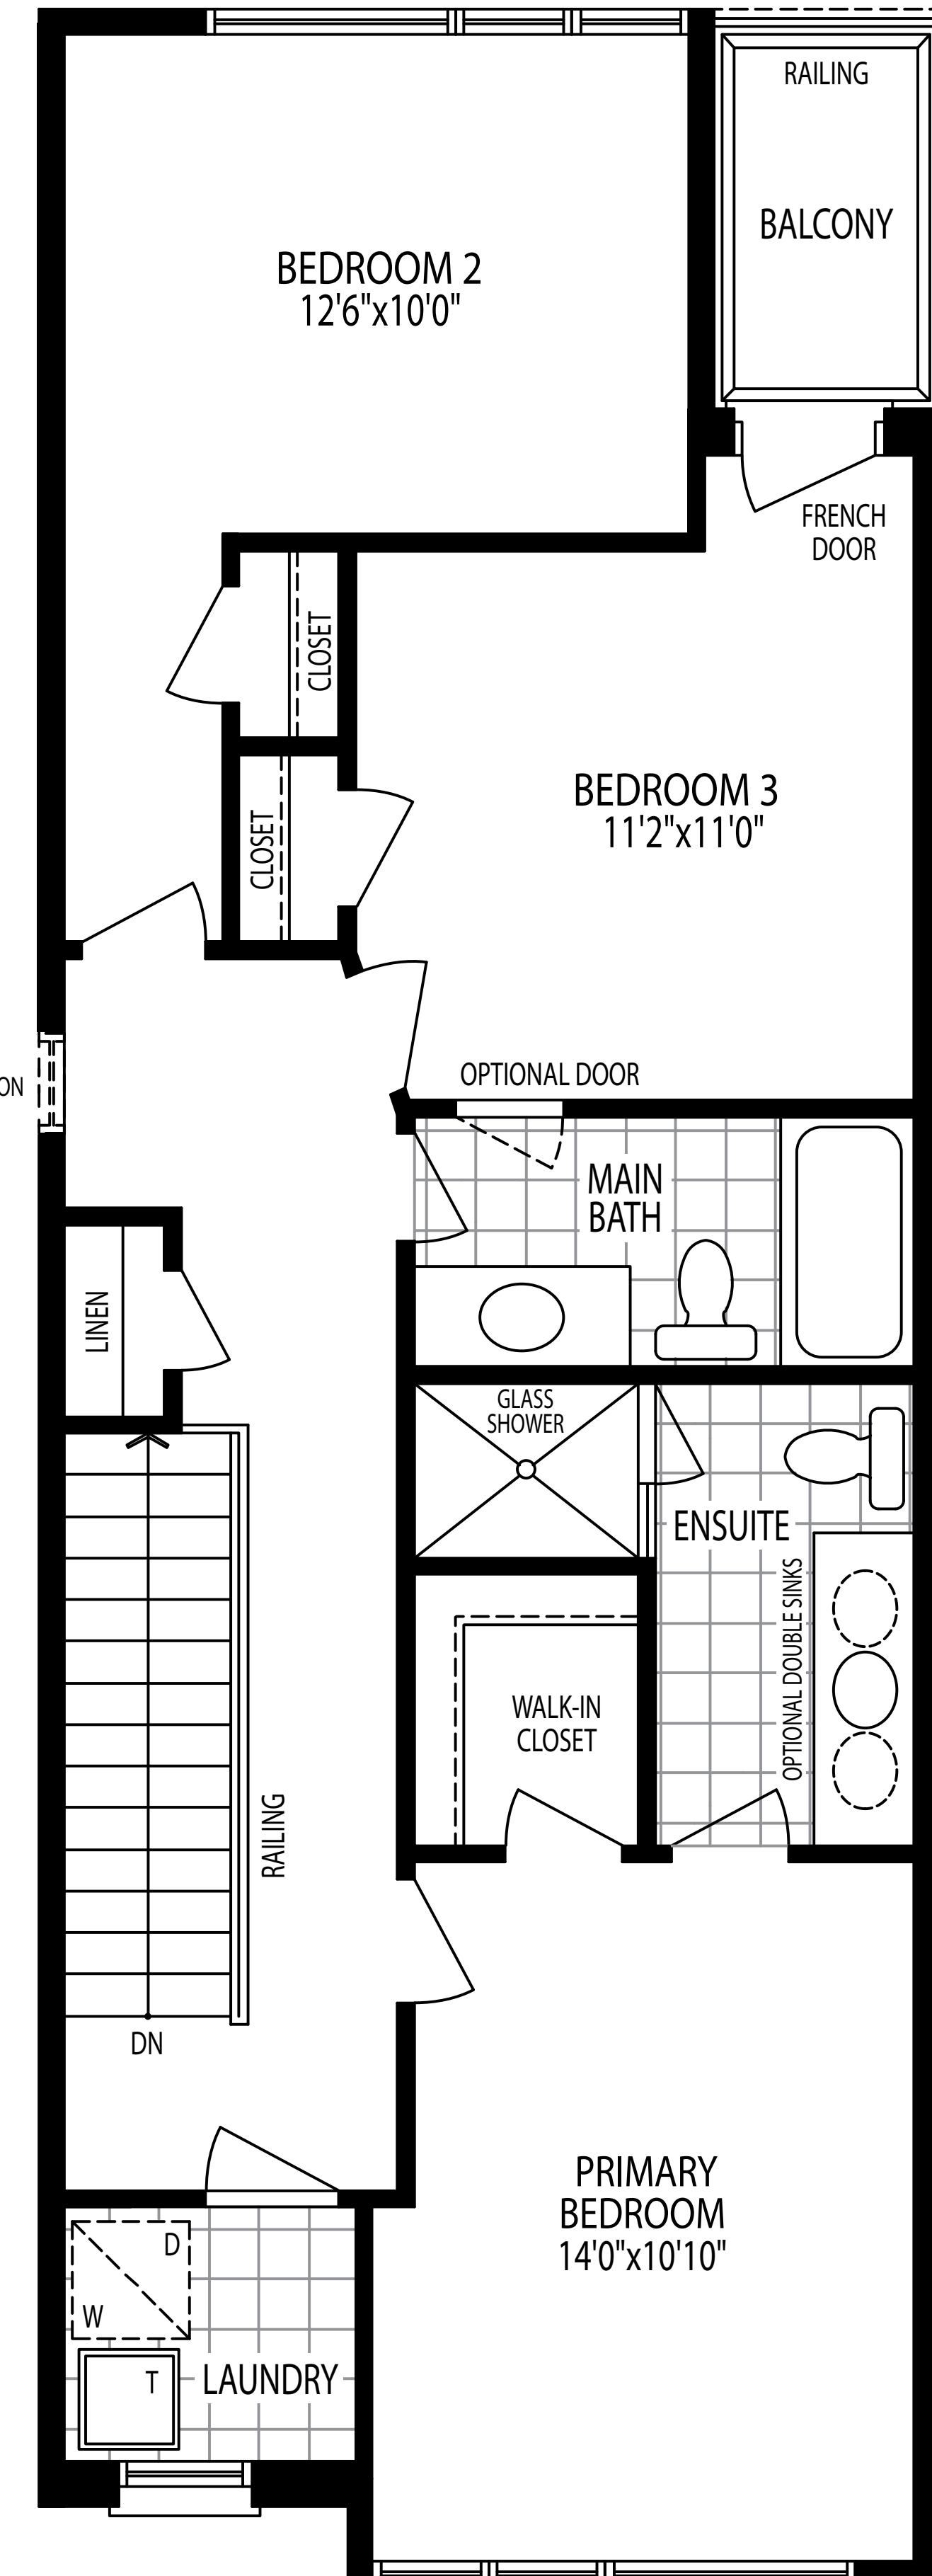 RAILING
BALCONY
BEDROOM 2
12'6"x10'0"
FRENCH
DOOR
CLOSET
BEDROOM 3
11'2"x11'0"
CLOSET
OPTIONAL DOOR
ON
MAIN
BATH
LINEN
GLASS
SHOWER
ENSUITE
OPTIONAL DOUBLE SINKS
WALK-IN
CLOSET
RAILING
DN
PRIMARY
BEDROOM
14'0"x10'10"
D
W
T
LAUNDRY